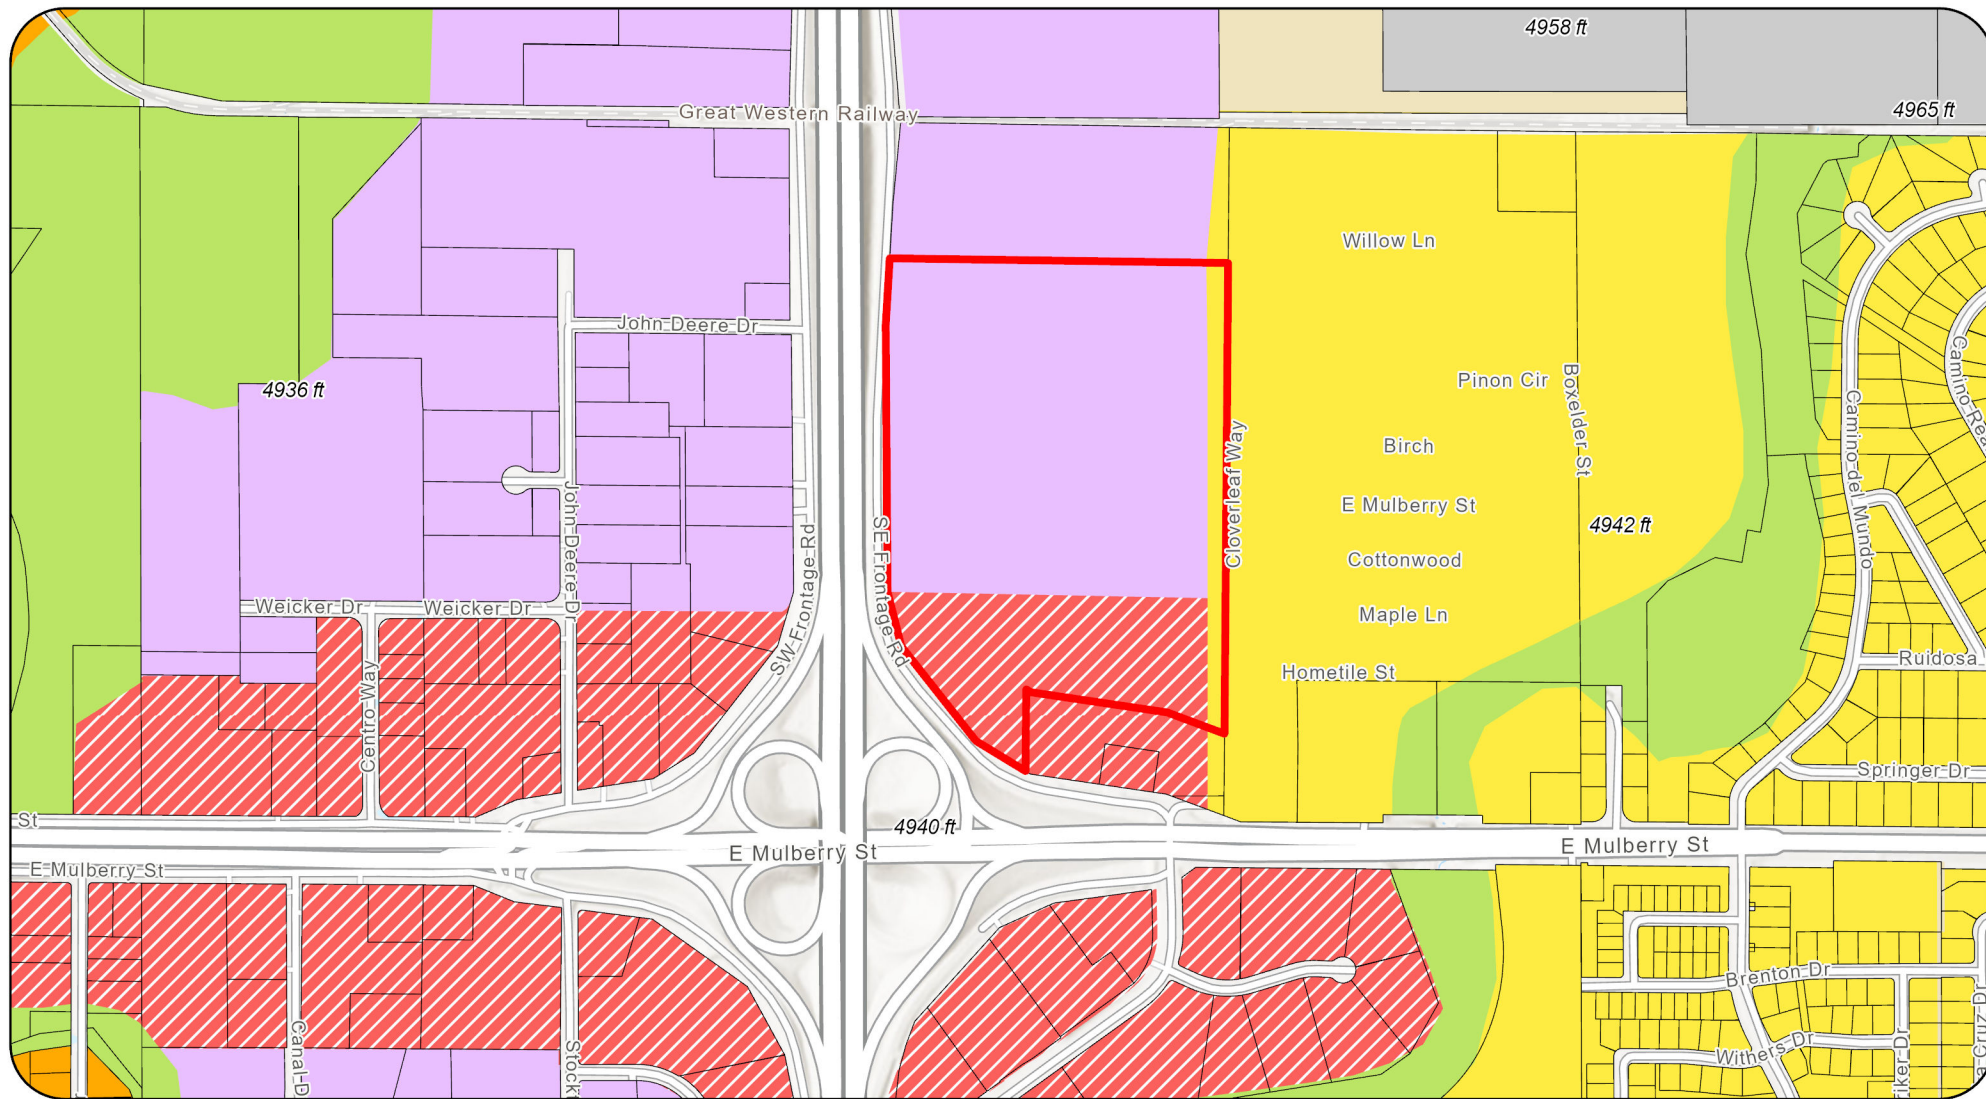 4958 ft
4965 ft
Great Western Railway
Willow Ln
John Deere Dr
4936 ft
Pinon Cir
Boxelder St
Camino del Mundo
Birch
Cloverleaf Way
E Mulberry St
4942 ft
John Deere Dr
SW Frontage Rd
SE Frontage Rd
Cottonwood
Weicker Dr
Weicker Dr
Maple Ln
Hometile St
Ruidosa
Centro Way
Springer Dr
St
4940 ft
E Mulberry St
E Mulberry St
E Mulberry St
Brenton Dr
Canal D
Stock
Withers Dr